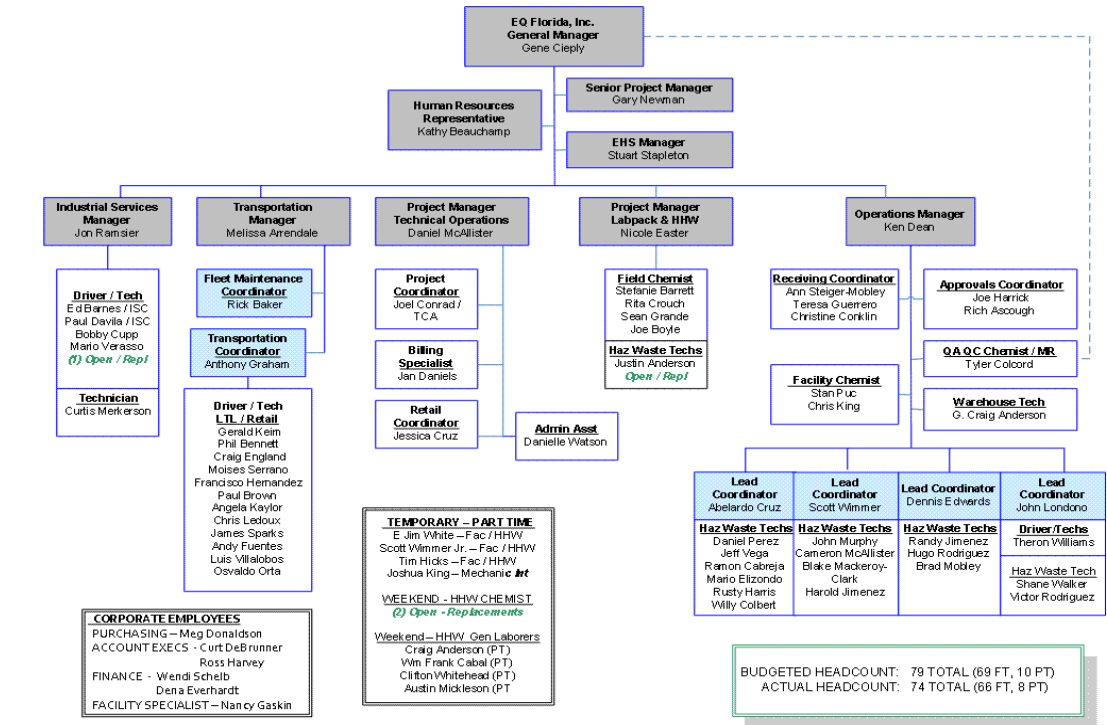 EQ Florida, Inc.
General Manager
Gene Cieply
Senior Project Manager
Gary Newman
Human Resources
Representative
Kathy Beauchamp
EHS Manager
Stuart Stapleton
Industrial Services
Manager
Jon Ramsier
Transportation
Manager
Melissa Arrendale
Project Manager
Technical Operations
Daniel McAllister
Project Manager
Labpack & HHW
Nicole Easter
Operations Manager
Ken Dean
Driver / Tech
Ed Barnes / ISC
Paul Davila / ISC
Bobby Cupp
Mario Verasso
(1) Open / Repl
Technician
Curtis Merkerson
Fleet Maintenance
Coordinator
Rick Baker
Transportation
Coordinator
Anthony Graham
Driver / Tech
LTL / Retail
Gerald Keim
Phil Bennett
Craig England
Moises Serrano
Francisco Hernandez
Paul Brown
Angela Kaylor
Chris Ledoux
James Sparks
Andy Fuentes
Luis Villalobos
Osvaldo Orta
Project
Coordinator
Joel Conrad /
TCA
Billing
Specialist
Jan Daniels
Retail
Coordinator
Jessica Cruz
Admin Asst
Danielle Watson
Field Chemist
Stefanie Barrett
Rita Crouch
Sean Grande
Joe Boyle
Haz Waste Techs
Justin Anderson
Open / Repl
Receiving Coordinator
Ann Steiger-Mobley
Teresa Guerrero
Christine Conklin
Approvals Coordinator
Joe Harrick
Rich Ascough
QA QC Chemist / MR
Tyler Colcord
Facility Chemist
Stan Puc
Chris King
Warehouse Tech
G. Craig Anderson
Lead
Coordinator
Abelardo Cruz
Haz Waste Techs
Daniel Perez
Jeff Vega
Ramon Cabreja
Mario Elizondo
Rusty Harris
Willy Colbert
Lead
Coordinator
Scott Wimmer
Haz Waste Techs
John Murphy
Cameron McAllister
Blake Mackeroy-
Clark
Harold Jimenez
Lead Coordinator
Dennis Edwards
Haz Waste Techs
Randy Jimenez
Hugo Rodriguez
Brad Mobley
Lead
Coordinator
John Londono
Driver/Techs
Theron Williams
Haz Waste Tech
Shane Walker
Victor Rodriguez
TEMPORARY – PART TIME
E Jim White – Fac / HHW
Scott Wimmer Jr. – Fac / HHW
Tim Hicks – Fac / HHW
Joshua King – Mechanic Int
WEEKEND - HHW CHEMIST
(2) Open - Replacements
Weekend – HHW Gen Laborers
Craig Anderson (PT)
Wm Frank Cabal (PT)
Clifton Whitehead (PT)
Austin Mickleson (PT
CORPORATE EMPLOYEES
PURCHASING – Meg Donaldson
ACCOUNT EXECS - Curt DeBrunner
Ross Harvey
FINANCE - Wendi Schelb
Dena Everhardt
FACILITY SPECIALIST – Nancy Gaskin
BUDGETED HEADCOUNT: 79 TOTAL (69 FT, 10 PT)
ACTUAL HEADCOUNT: 74 TOTAL (66 FT, 8 PT)